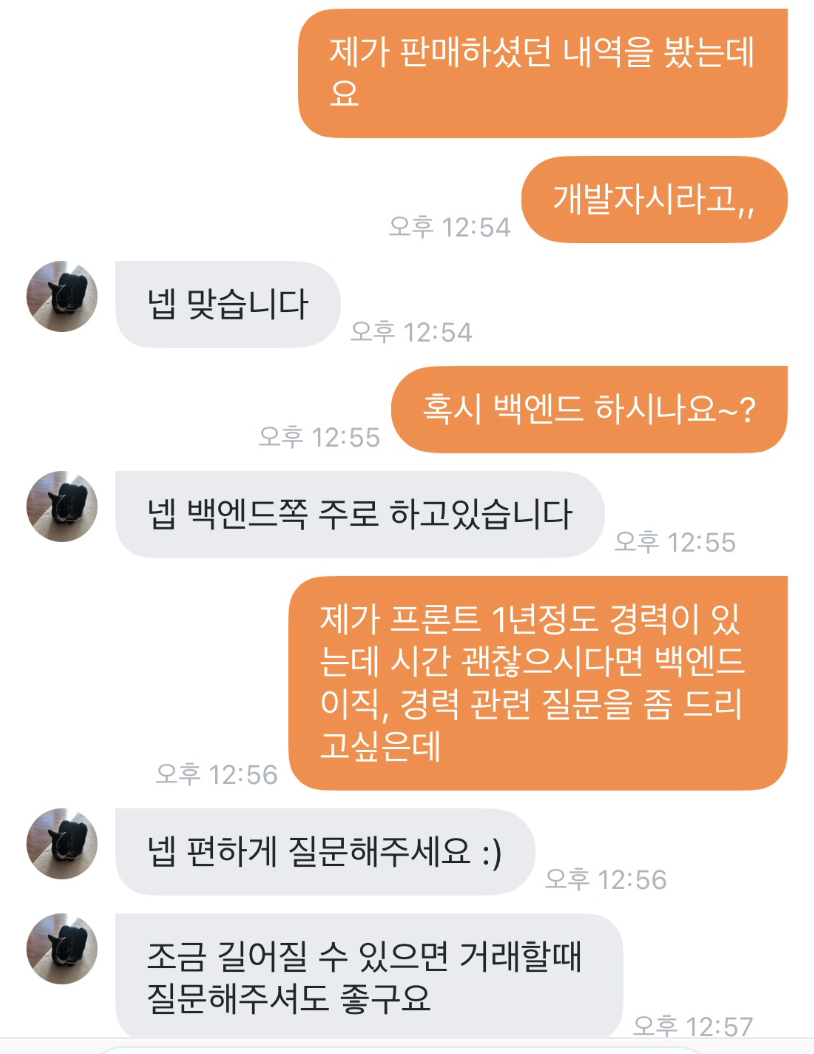 제가 판매하셨던 내역을 봤는데
요
개발자시라고,,
오후 12:54
넵 맞습니다
오후 12:54
혹시 백엔드 하시나요~?
오후 12:55
넵 백엔드쪽 주로 하고있습니다
오후 12:55
제가 프론트 1년정도 경력이 있
는데 시간 괜찮으시다면 백엔드
이직, 경력 관련 질문을 좀 드리
고싶은데
오후 12:56
넵 편하게 질문해주세요 :)
오후 12:56
조금 길어질 수 있으면 거래할때
질문해주셔도 좋구요
오후 12:57